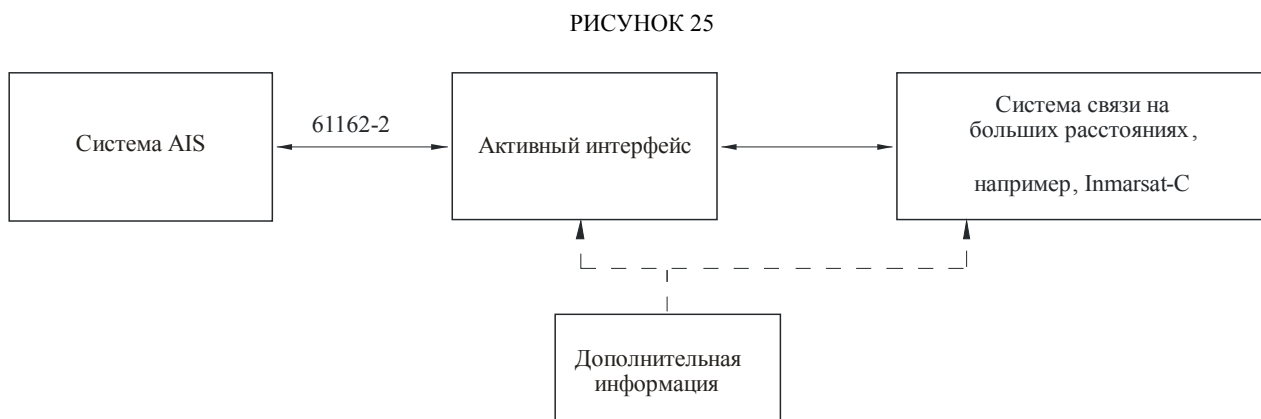 РИСУНОК 25
61162-2
Система AIS
Активный интерфейс
Система связи на
больших расстояниях,
например, Inmarsat-C
Дополнительная
информация